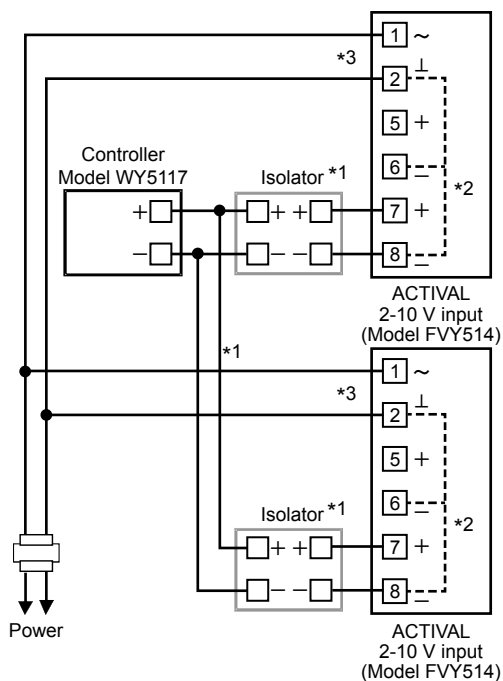 1 ~
*3
2 ⊥
5 +
Controller
Model WY5117
Isolator *1
6 −
*2
+ + + 7 +
− − − 8 −
ACTIVAL
2-10 V input
(Model FVY514)
*1
1 ~
*3
2 ⊥
5 +
6 −
*2
Isolator *1
+ + 7 +
− − 8 −
Power
ACTIVAL
2-10 V input
(Model FVY514)